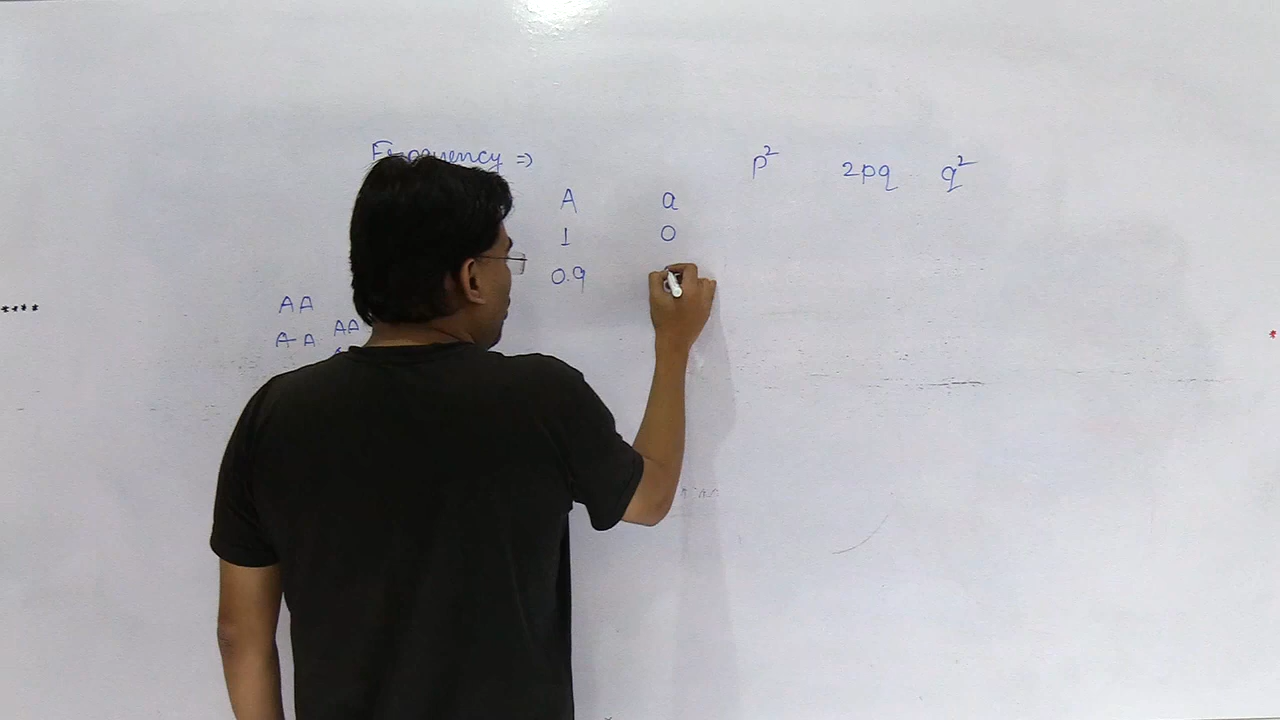 Frequency ⇒
p² 2pq q²
A a
1 0
0.9
AA
AA AA